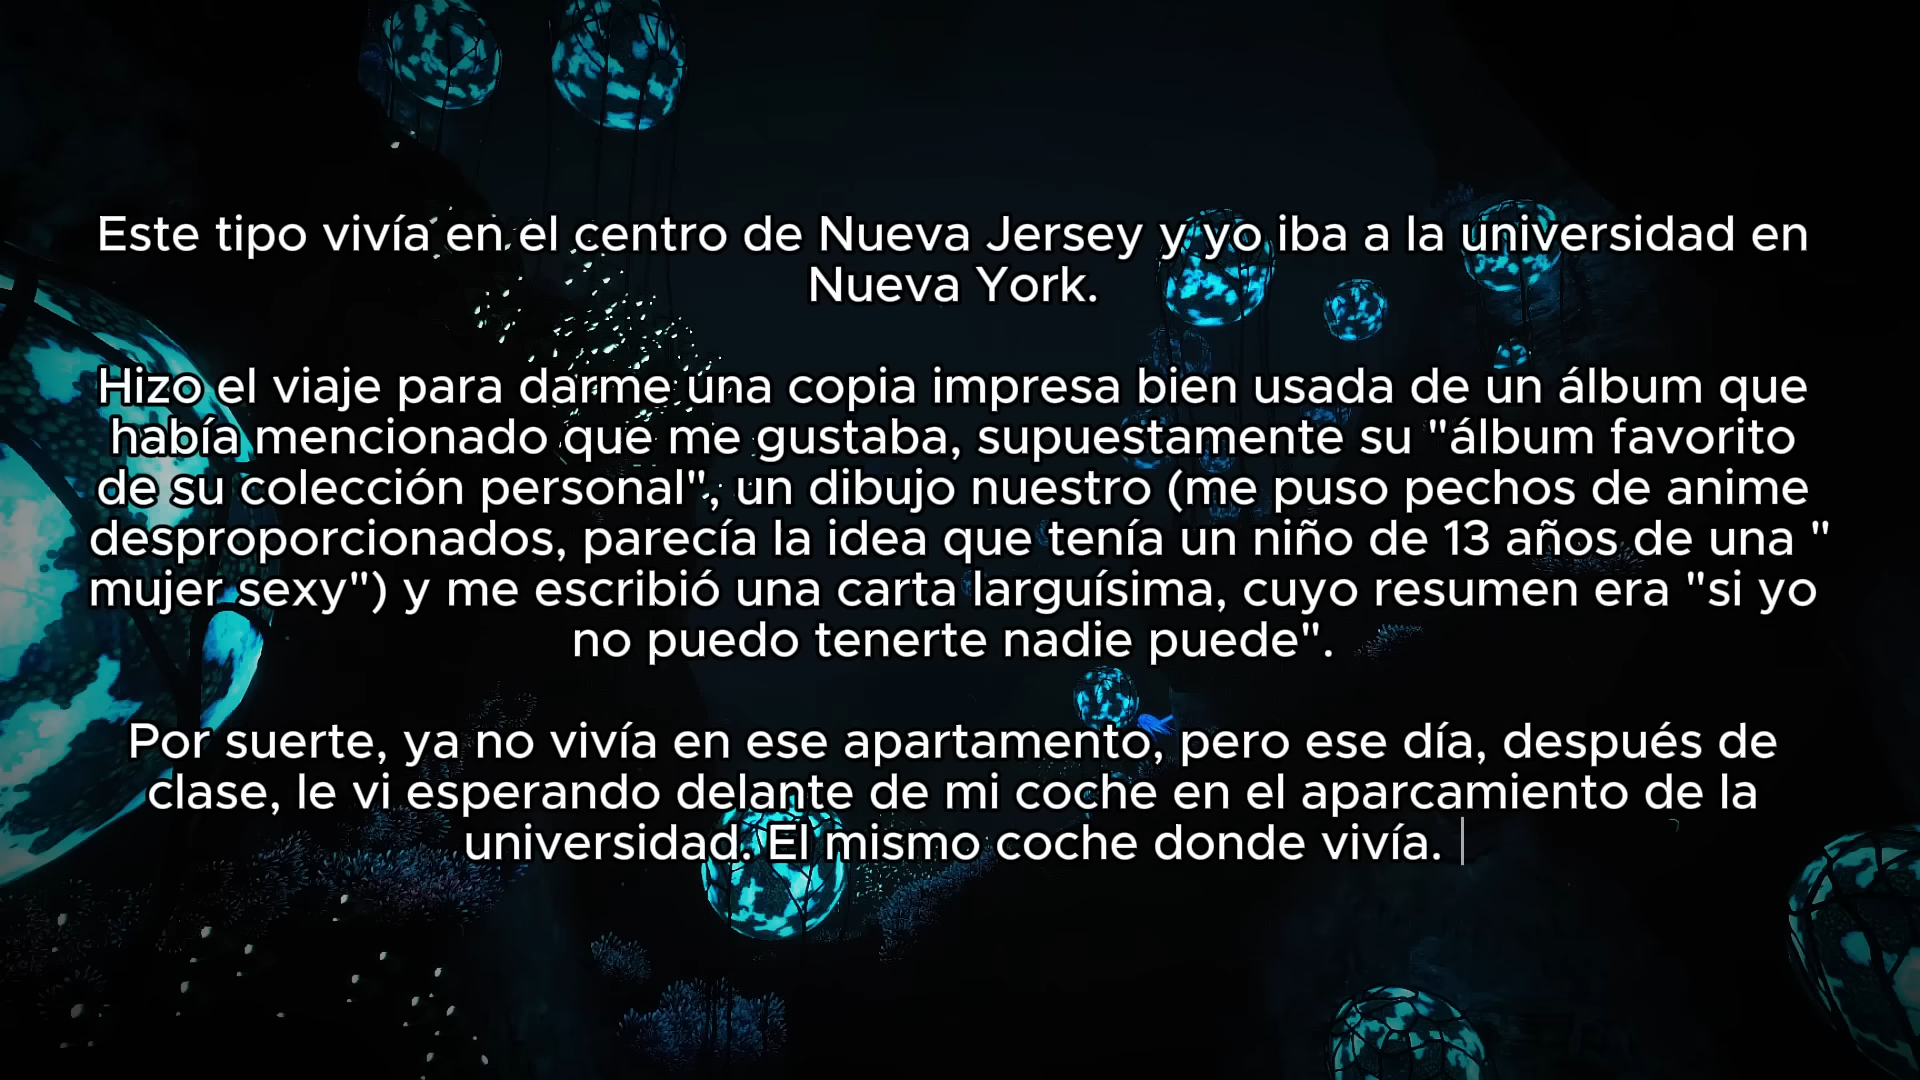 Este tipo vivía en el centro de Nueva Jersey y yo iba a la universidad en
Nueva York.
Hizo el viaje para darme una copia impresa bien usada de un álbum que
había mencionado que me gustaba, supuestamente su "álbum favorito
de su colección personal", un dibujo nuestro (me puso pechos de anime
desproporcionados, parecía la idea que tenía un niño de 13 años de una "
mujer sexy") y me escribió una carta larguísima, cuyo resumen era "si yo
no puedo tenerte nadie puede".
Por suerte, ya no vivía en ese apartamento, pero ese día, después de
clase, le vi esperando delante de mi coche en el aparcamiento de la
universidad. El mismo coche donde vivía.